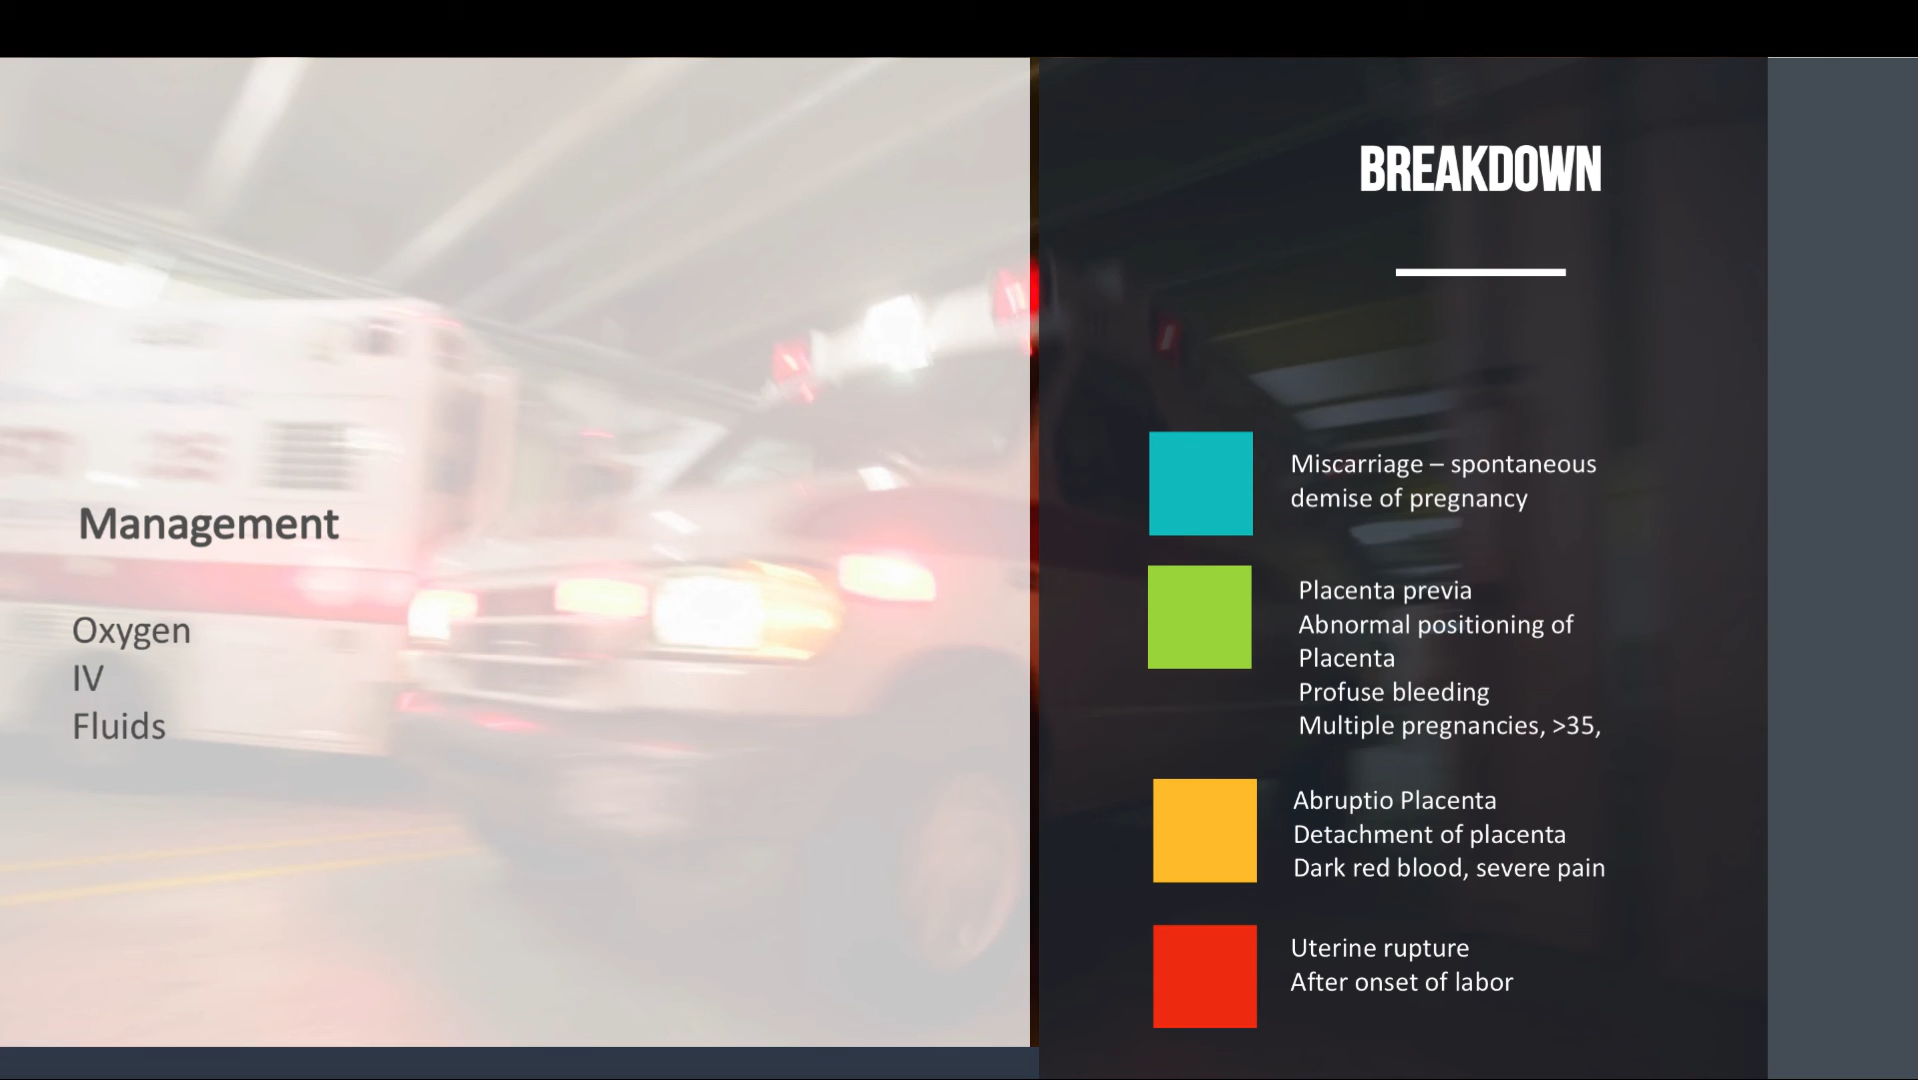 Management
Oxygen
IV
Fluids
BREAKDOWN
Miscarriage – spontaneous
demise of pregnancy
Placenta previa
Abnormal positioning of
Placenta
Profuse bleeding
Multiple pregnancies, >35,
Abruptio Placenta
Detachment of placenta
Dark red blood, severe pain
Uterine rupture
After onset of labor